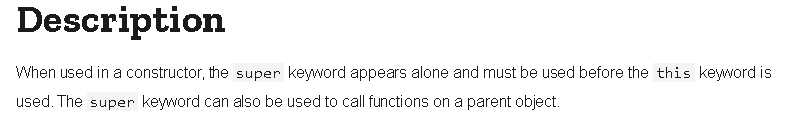 Description
When used in a constructor, the super keyword appears alone and must be used before the this keyword is
used. The super keyword can also be used to call functions on a parent object.